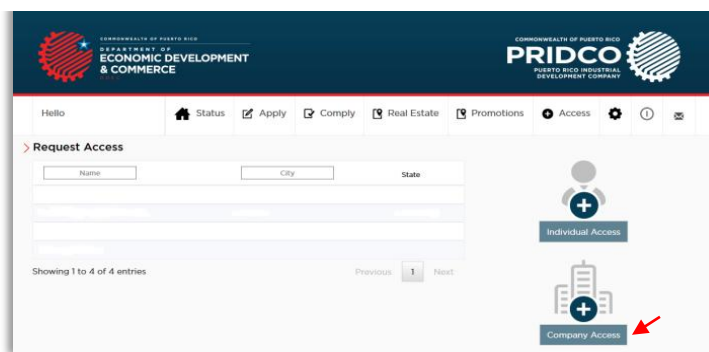 COMMONWEALTH OF PUERTO RICO
DEPARTMENT OF
ECONOMIC DEVELOPMENT
& COMMERCE
COMMONWEALTH OF PUERTO RICO
PRIDCO
PUERTO RICO INDUSTRIAL
DEVELOPMENT COMPANY
Hello Status Apply Comply Real Estate Promotions Access
Request Access
Name City State
Individual Access
Showing 1 to 4 of 4 entries Previous 1 Next
Company Access